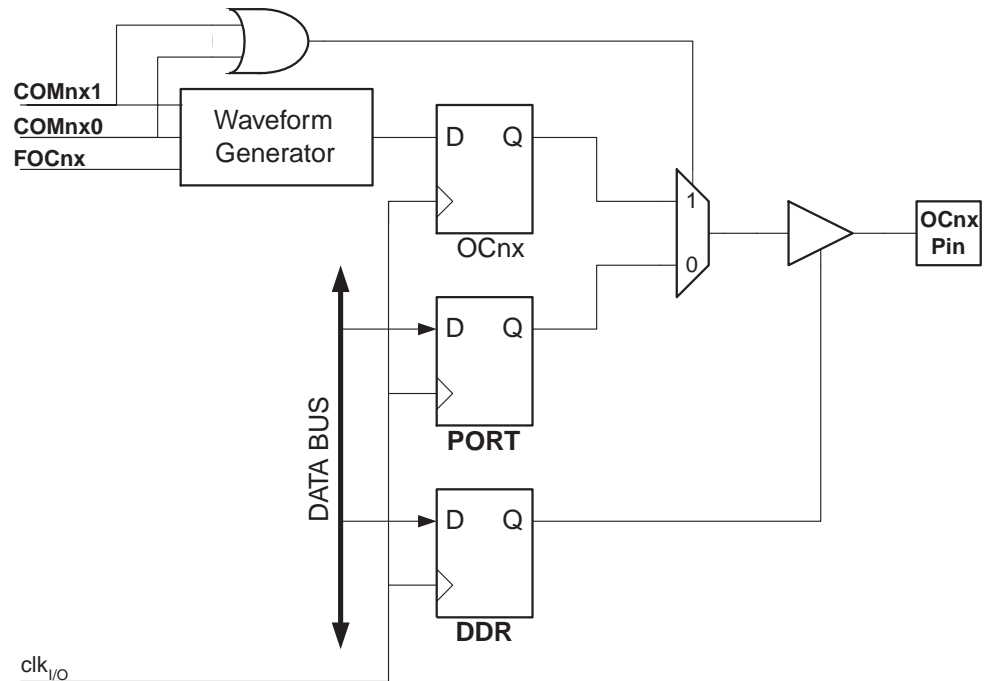 COMnx1
COMnx0
FOCnx
Waveform
Generator
D Q
OCnx
1
0
OCnx
Pin
D Q
PORT
DATA BUS
D Q
DDR
clkI/O